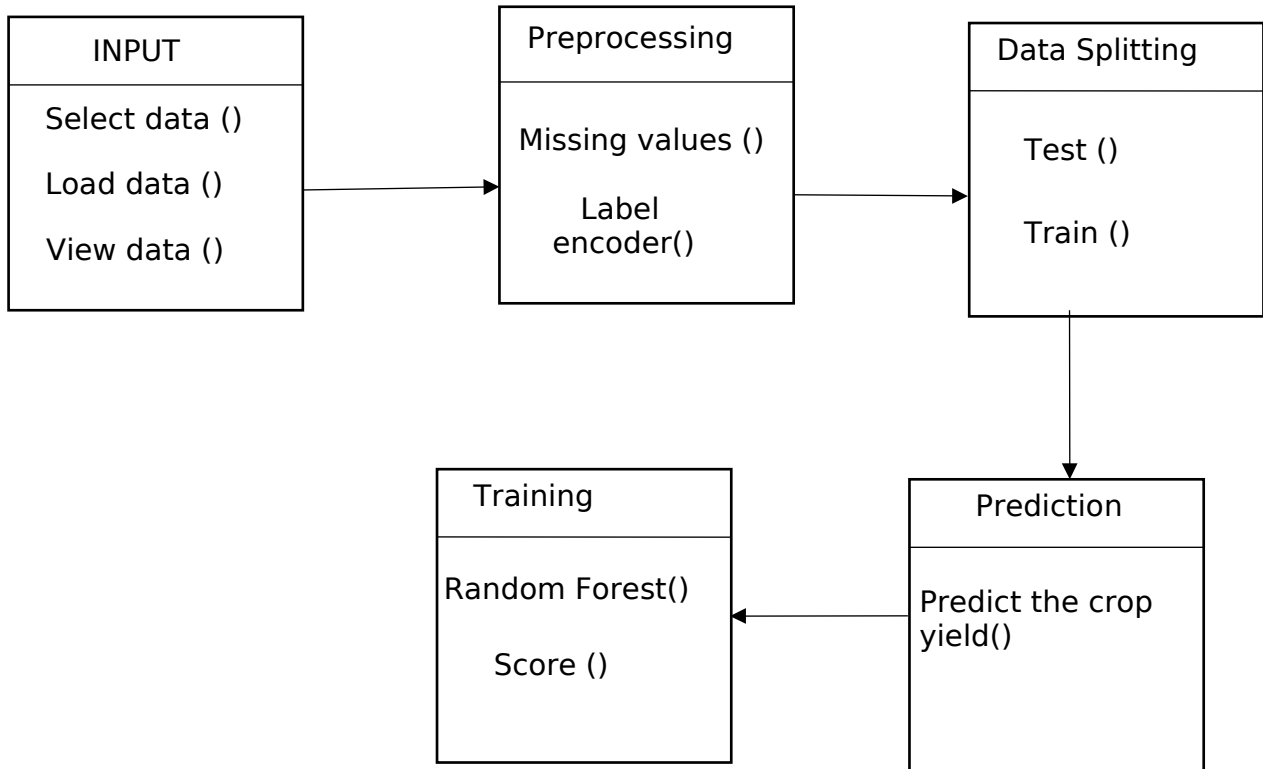 INPUT
Select data ()
Load data ()
View data ()
Preprocessing
Missing values ()
Label
encoder()
Data Splitting
Test ()
Train ()
Training
Random Forest()
Score ()
Prediction
Predict the crop
yield()